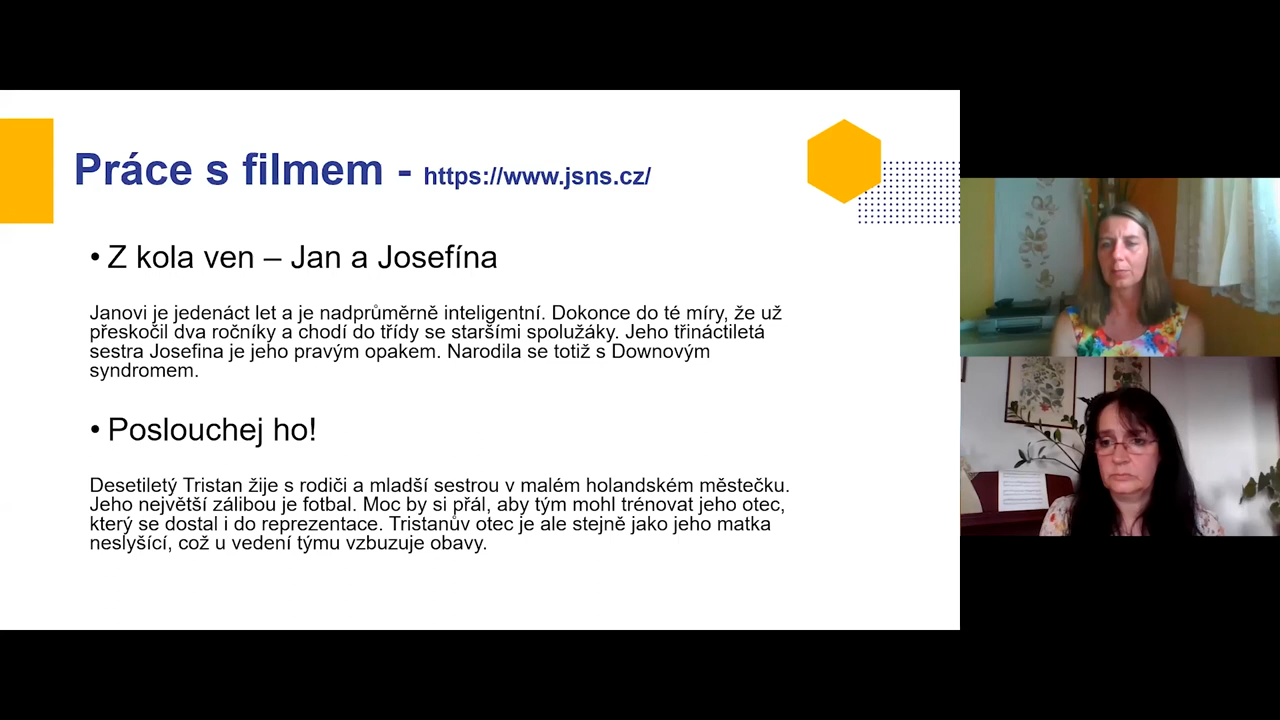 Práce s filmem - https://www.jsns.cz/
• Z kola ven – Jan a Josefína
Janovi je jedenáct let a je nadprůměrně inteligentní. Dokonce do té míry, že už
přeskočil dva ročníky a chodí do třídy se staršími spolužáky. Jeho třináctiletá
sestra Josefina je jeho pravým opakem. Narodila se totiž s Downovým
syndromem.
• Poslouchej ho!
Desetiletý Tristan žije s rodiči a mladší sestrou v malém holandském městečku.
Jeho největší zálibou je fotbal. Moc by si přál, aby tým mohl trénovat jeho otec,
který se dostal i do reprezentace. Tristanův otec je ale stejně jako jeho matka
neslyšící, což u vedení týmu vzbuzuje obavy.